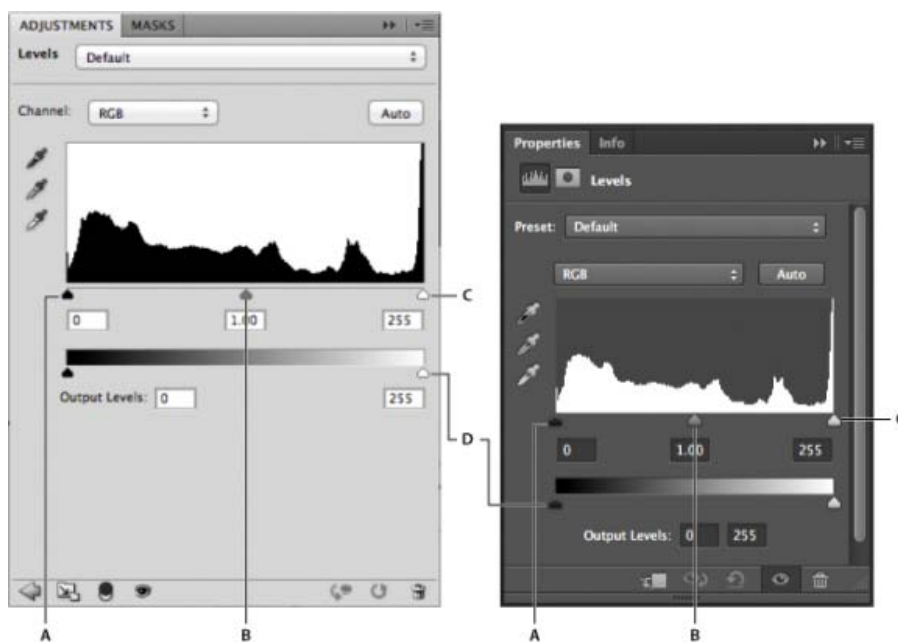 ADJUSTMENTS MASKS
Levels Default
Channel: RGB Auto
C
0 1.00 255
Output Levels: 0 255
D
A B
Properties Info
Levels
Preset: Default
RGB Auto
C
0 1.00 255
Output Levels: 0 255
A B